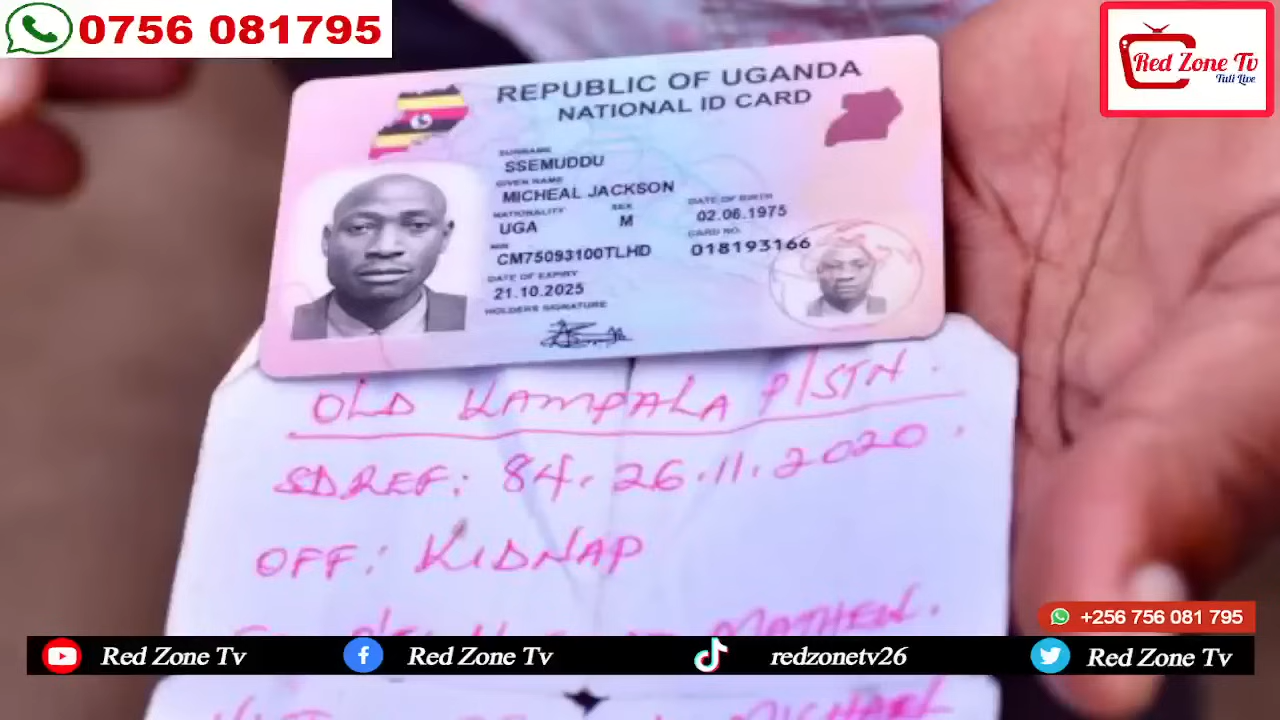 0756 081795
Red Zone Tv
Tuli Live
REPUBLIC OF UGANDA
NATIONAL ID CARD
SURNAME
SSEMUDDU
GIVEN NAME
MICHEAL JACKSON
NATIONALITY SEX DATE OF BIRTH
UGA M 02.06.1975
NIN CARD NO.
CM75093100TLHD 018193166
DATE OF EXPIRY
21.10.2025
HOLDERS SIGNATURE
OLD KAMPALA P/STN.
SDREF: 84. 26.11.2020.
OFF: KIDNAP
MATHEW.
MICHAEL
+256 756 081 795
Red Zone Tv Red Zone Tv redzonetv26 Red Zone Tv